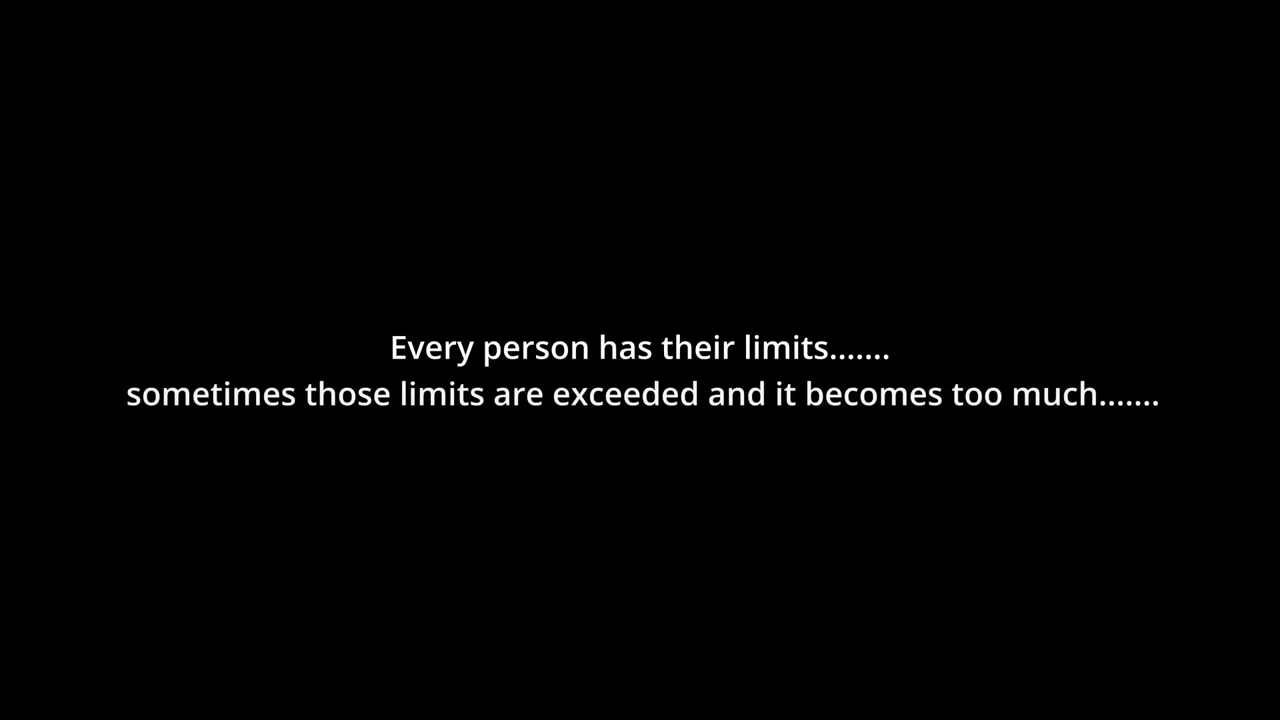 Every person has their limits.......
sometimes those limits are exceeded and it becomes too much.......